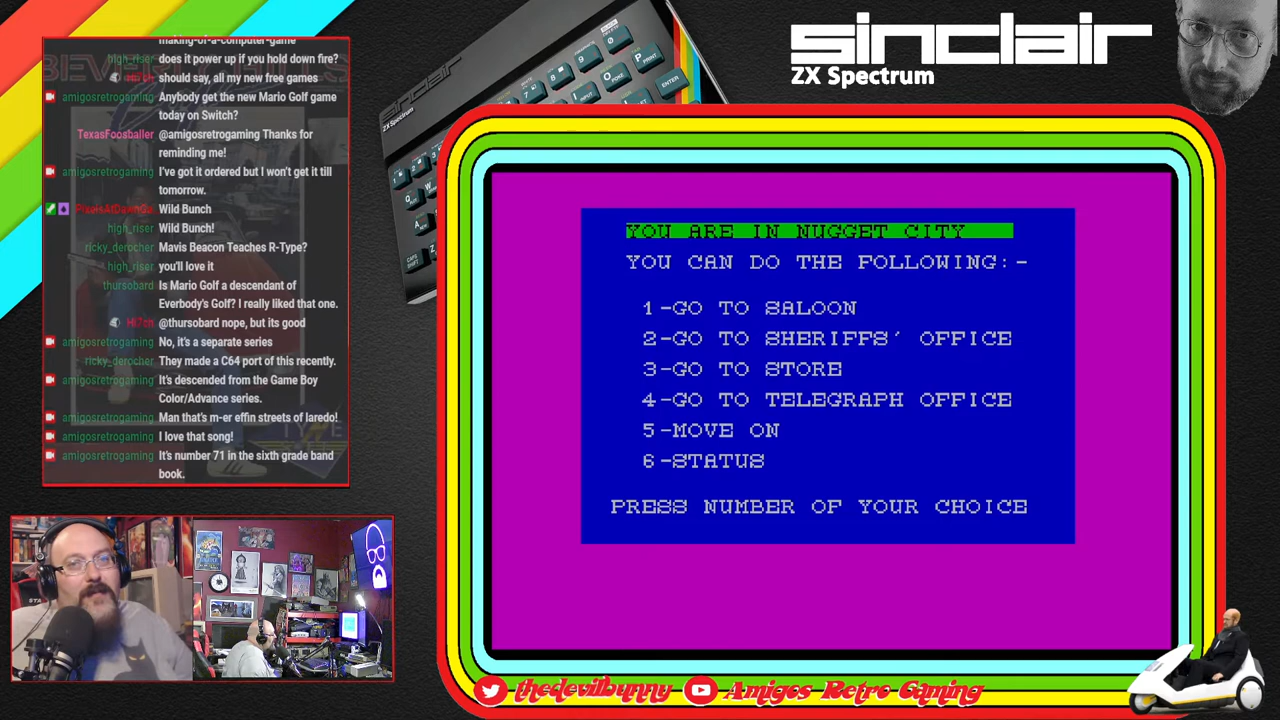 making-of-a-computer-game
high_riser does it power up if you hold down fire?
should say, all my new free games
amigosretrogaming Anybody get the new Mario Golf game
today on Switch?
TexasFoosballer @amigosretrogaming Thanks for
reminding me!
amigosretrogaming I've got it ordered but I won't get it till
tomorrow.
Wild Bunch
high_riser Wild Bunch!
ricky_derocher Mavis Beacon Teaches R-Type?
high_riser you'll love it
thursobard Is Mario Golf a descendant of
Everbody's Golf? I really liked that one.
@thursobard nope, but its good
amigosretrogaming No, it's a separate series
ricky_derocher They made a C64 port of this recently.
amigosretrogaming It's descended from the Game Boy
Color/Advance series.
amigosretrogaming Man that's m-er effin streets of laredo!
amigosretrogaming I love that song!
amigosretrogaming It's number 71 in the sixth grade band
book.
sinclair
ZX Spectrum
YOU ARE IN NUGGET CITY
YOU CAN DO THE FOLLOWING:-
1-GO TO SALOON
2-GO TO SHERIFFS' OFFICE
3-GO TO STORE
4-GO TO TELEGRAPH OFFICE
5-MOVE ON
6-STATUS
PRESS NUMBER OF YOUR CHOICE
thedevilbunny Amigos Retro Gaming